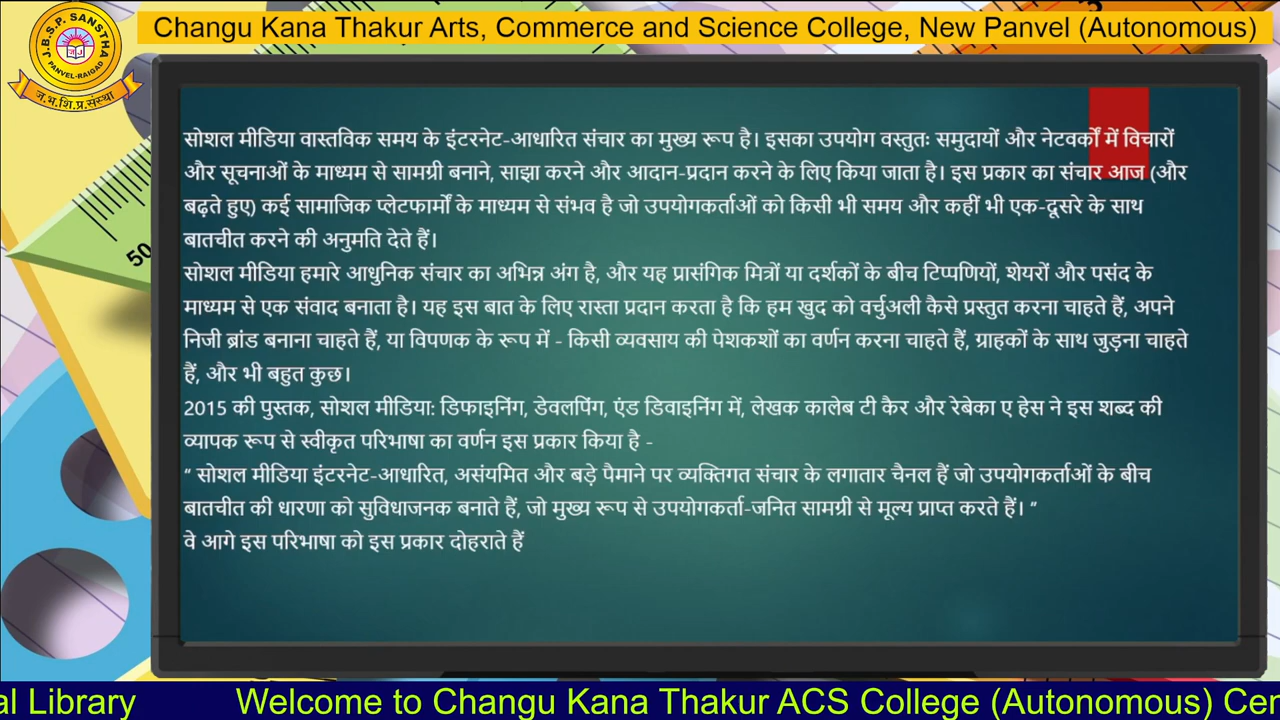 Changu Kana Thakur Arts, Commerce and Science College, New Panvel (Autonomous)
J.B.S.P. SANSTHA
PANVEL-RAIGAD
ज.भ.शि.प्र.संस्था
50
सोशल मीडिया वास्तविक समय के इंटरनेट-आधारित संचार का मुख्य रूप है। इसका उपयोग वस्तुतः समुदायों और नेटवर्कों में विचारों
और सूचनाओं के माध्यम से सामग्री बनाने, साझा करने और आदान-प्रदान करने के लिए किया जाता है। इस प्रकार का संचार आज (और
बढ़ते हुए) कई सामाजिक प्लेटफार्मों के माध्यम से संभव है जो उपयोगकर्ताओं को किसी भी समय और कहीं भी एक-दूसरे के साथ
बातचीत करने की अनुमति देते हैं।
सोशल मीडिया हमारे आधुनिक संचार का अभिन्न अंग है, और यह प्रासंगिक मित्रों या दर्शकों के बीच टिप्पणियों, शेयरों और पसंद के
माध्यम से एक संवाद बनाता है। यह इस बात के लिए रास्ता प्रदान करता है कि हम खुद को वर्चुअली कैसे प्रस्तुत करना चाहते हैं, अपने
निजी ब्रांड बनाना चाहते हैं, या विपणक के रूप में - किसी व्यवसाय की पेशकशों का वर्णन करना चाहते हैं, ग्राहकों के साथ जुड़ना चाहते
हैं, और भी बहुत कुछ।
2015 की पुस्तक, सोशल मीडिया: डिफाइनिंग, डेवलपिंग, एंड डिवाइनिंग में, लेखक कालेब टी कैर और रेबेका ए हेस ने इस शब्द की
व्यापक रूप से स्वीकृत परिभाषा का वर्णन इस प्रकार किया है -
“ सोशल मीडिया इंटरनेट-आधारित, असंयमित और बड़े पैमाने पर व्यक्तिगत संचार के लगातार चैनल हैं जो उपयोगकर्ताओं के बीच
बातचीत की धारणा को सुविधाजनक बनाते हैं, जो मुख्य रूप से उपयोगकर्ता-जनित सामग्री से मूल्य प्राप्त करते हैं। ”
वे आगे इस परिभाषा को इस प्रकार दोहराते हैं
al Library Welcome to Changu Kana Thakur ACS College (Autonomous) Cer